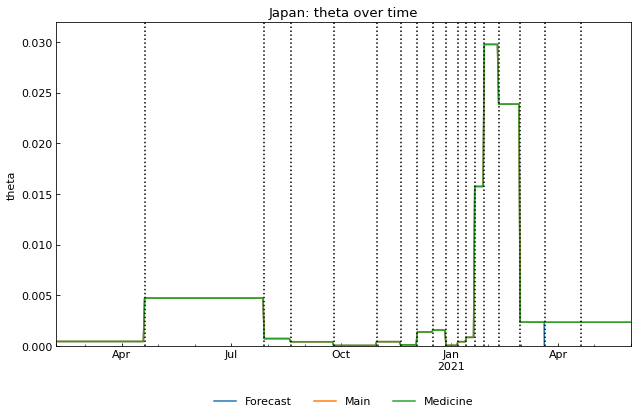 Japan: theta over time
theta
0.030
0.025
0.020
0.015
0.010
0.005
0.000
Apr Jul Oct Jan Apr
2021
Forecast Main Medicine